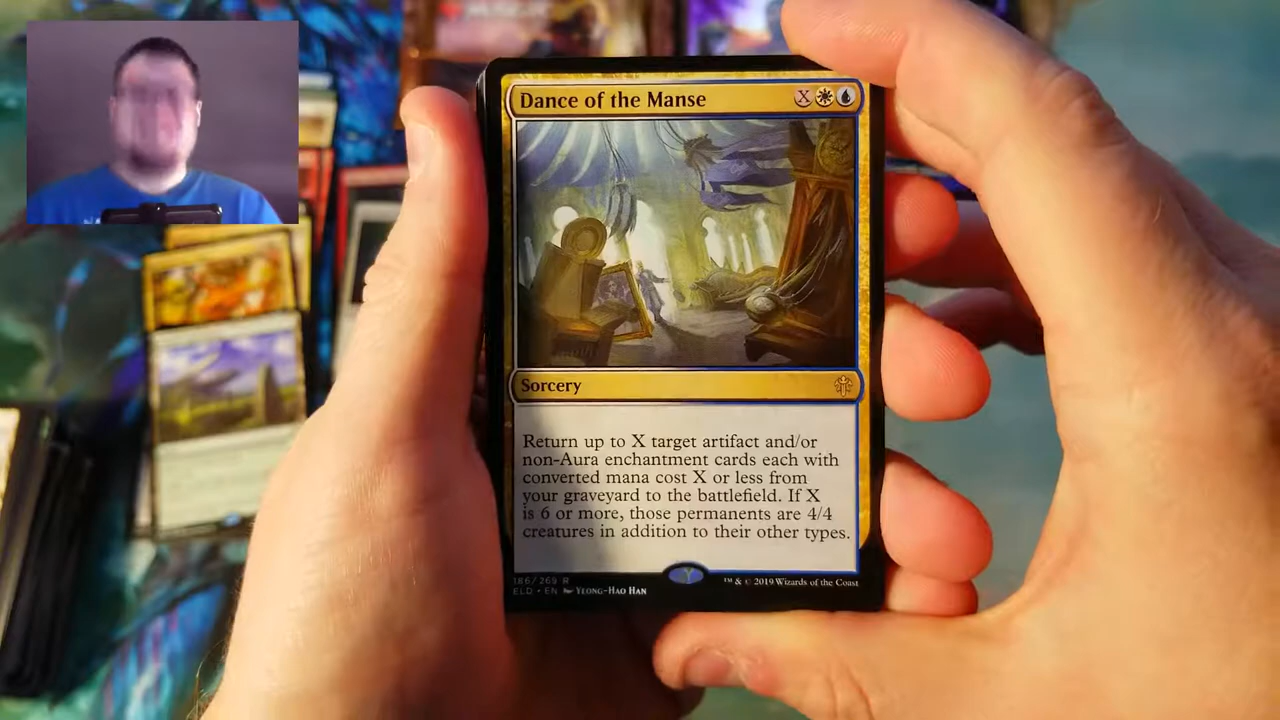 Dance of the Manse
X
Sorcery
Return up to X target artifact and/or
non-Aura enchantment cards each with
converted mana cost X or less from
your graveyard to the battlefield. If X
is 6 or more, those permanents are 4/4
creatures in addition to their other types.
186/269 R
ELD • EN Yeong-Hao Han
™ & © 2019 Wizards of the Coast